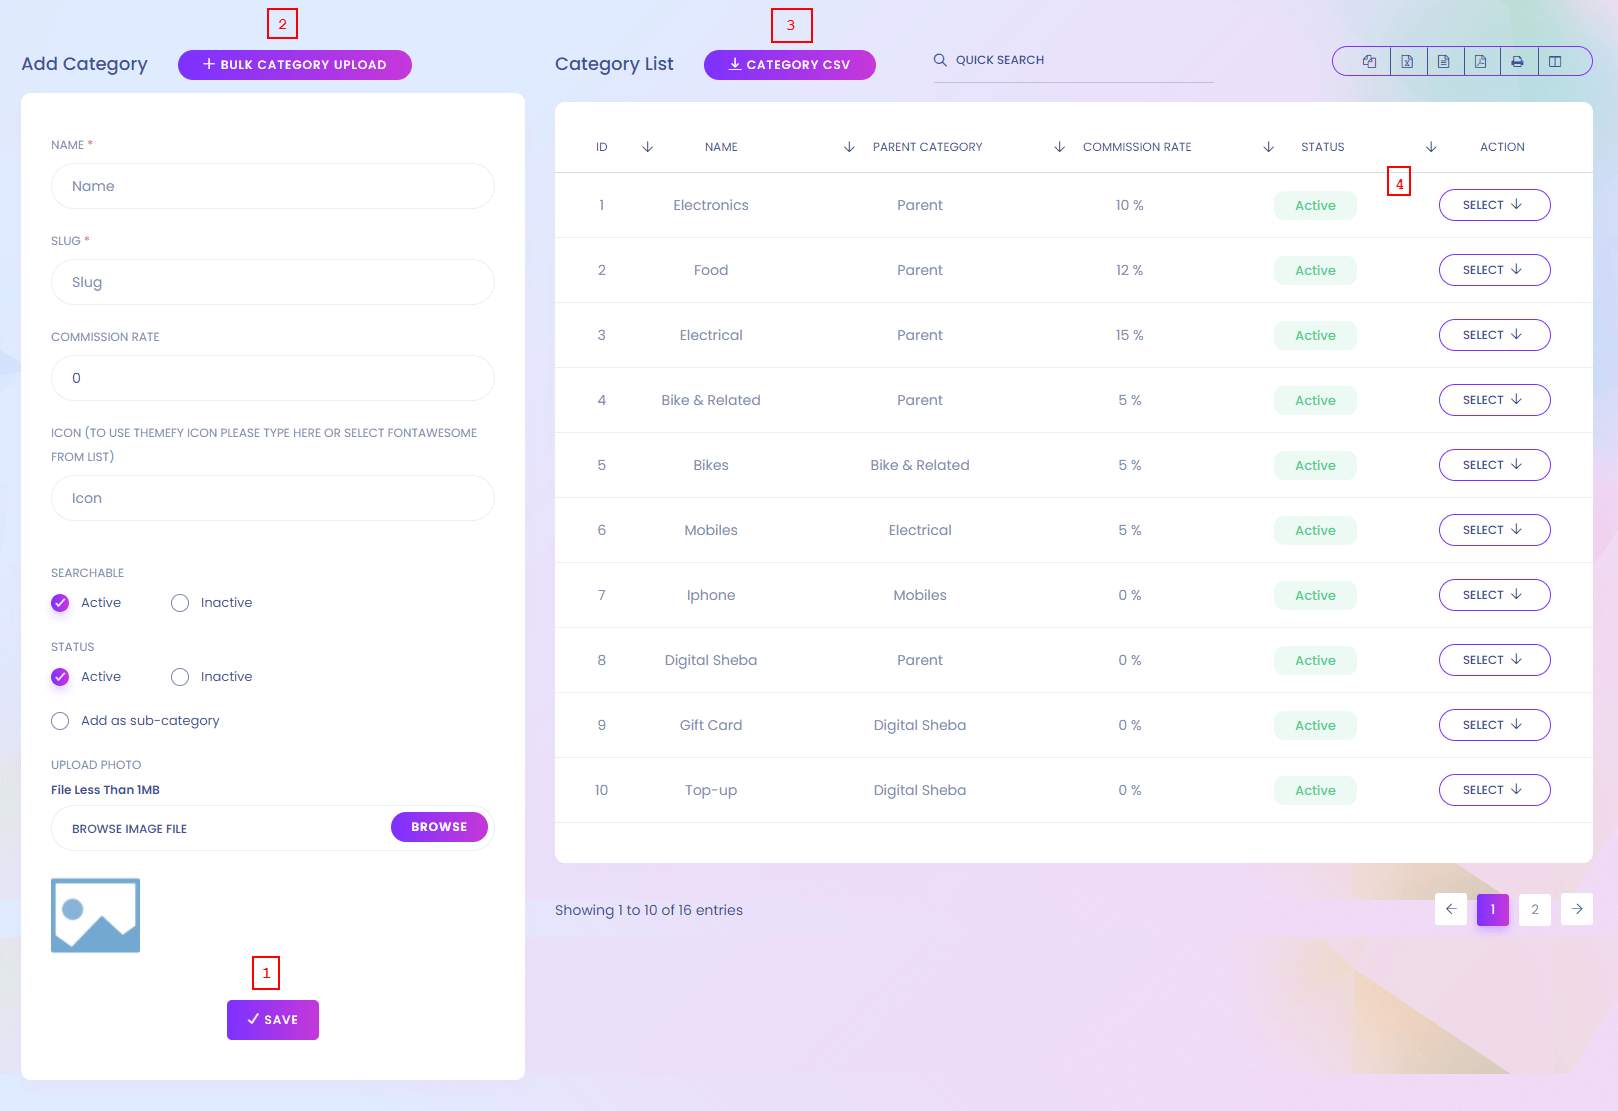 2
3
Add Category
BULK CATEGORY UPLOAD
Category List
CATEGORY CSV
QUICK SEARCH
NAME *
Name
SLUG *
Slug
COMMISSION RATE
0
ICON (TO USE THEMEFY ICON PLEASE TYPE HERE OR SELECT FONTAWESOME
FROM LIST)
Icon
SEARCHABLE
Active Inactive
STATUS
Active Inactive
Add as sub-category
UPLOAD PHOTO
File Less Than 1MB
BROWSE IMAGE FILE BROWSE
1
SAVE
ID NAME PARENT CATEGORY COMMISSION RATE STATUS ACTION
4
1 Electronics Parent 10 % Active SELECT
2 Food Parent 12 % Active SELECT
3 Electrical Parent 15 % Active SELECT
4 Bike & Related Parent 5 % Active SELECT
5 Bikes Bike & Related 5 % Active SELECT
6 Mobiles Electrical 5 % Active SELECT
7 Iphone Mobiles 0 % Active SELECT
8 Digital Sheba Parent 0 % Active SELECT
9 Gift Card Digital Sheba 0 % Active SELECT
10 Top-up Digital Sheba 0 % Active SELECT
Showing 1 to 10 of 16 entries
1 2